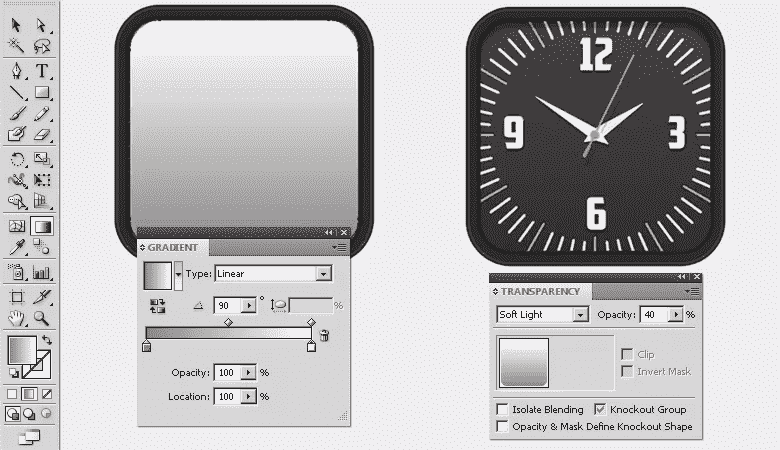 T
12
9
3
6
GRADIENT
Type: Linear
90 ° %
Opacity: 100 %
Location: 100 %
TRANSPARENCY
Soft Light Opacity: 40 %
Clip
Invert Mask
Isolate Blending Knockout Group
Opacity & Mask Define Knockout Shape